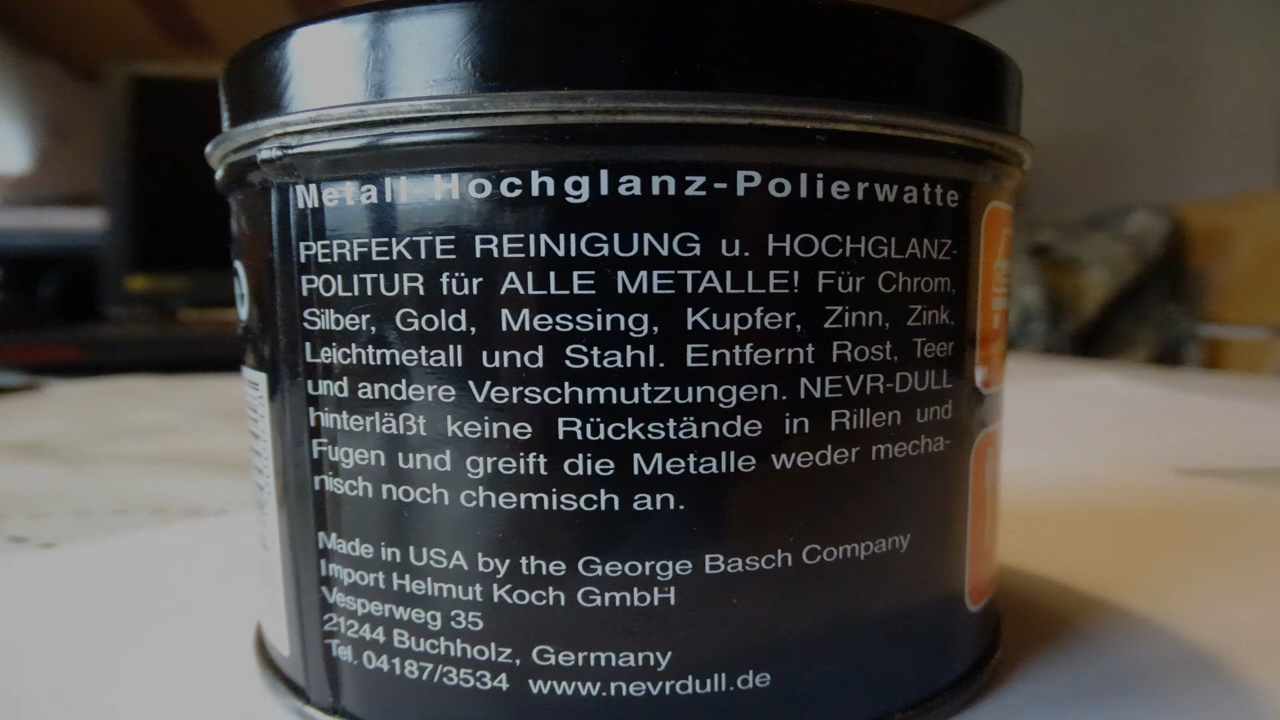 Metall-Hochglanz-Polierwatte
PERFEKTE REINIGUNG u. HOCHGLANZ-
POLITUR für ALLE METALLE! Für Chrom,
Silber, Gold, Messing, Kupfer, Zinn, Zink,
Leichtmetall und Stahl. Entfernt Rost, Teer
und andere Verschmutzungen. NEVR-DULL
hinterläßt keine Rückstände in Rillen und
Fugen und greift die Metalle weder mecha-
nisch noch chemisch an.
Made in USA by the George Basch Company
Import Helmut Koch GmbH
Vesperweg 35
21244 Buchholz, Germany
Tel. 04187/3534 www.nevrdull.de